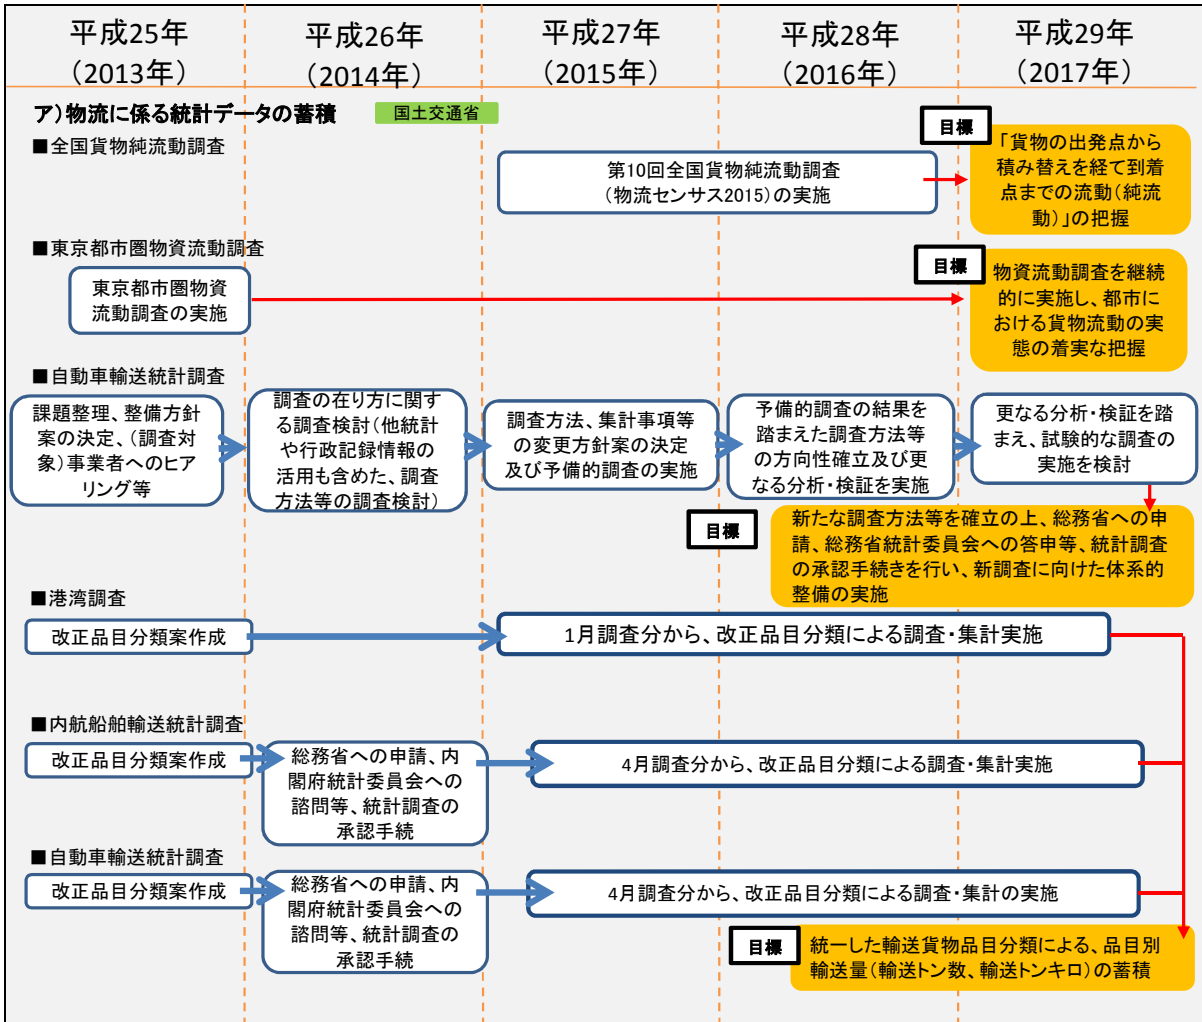 平成25年
(2013年)
平成26年
(2014年)
平成27年
(2015年)
平成28年
(2016年)
平成29年
(2017年)
ア)物流に係る統計データの蓄積
国土交通省
■全国貨物純流動調査
第10回全国貨物純流動調査
(物流センサス2015)の実施
目標
「貨物の出発点から
積み替えを経て到着
点までの流動(純流
動)」の把握
■東京都市圏物資流動調査
東京都市圏物資
流動調査の実施
目標
物資流動調査を継続
的に実施し、都市に
おける貨物流動の実
態の着実な把握
■自動車輸送統計調査
課題整理、整備方針
案の決定、(調査対
象)事業者へのヒア
リング等
調査の在り方に関す
る調査検討(他統計
や行政記録情報の
活用も含めた、調査
方法等の調査検討)
調査方法、集計事項等
の変更方針案の決定
及び予備的調査の実施
予備的調査の結果を
踏まえた調査方法等
の方向性確立及び更
なる分析・検証を実施
更なる分析・検証を踏
まえ、試験的な調査の
実施を検討
目標
新たな調査方法等を確立の上、総務省への申
請、総務省統計委員会への答申等、統計調査
の承認手続きを行い、新調査に向けた体系的
整備の実施
■港湾調査
改正品目分類案作成
1月調査分から、改正品目分類による調査・集計実施
■内航船舶輸送統計調査
改正品目分類案作成
総務省への申請、内
閣府統計委員会への
諮問等、統計調査の
承認手続
4月調査分から、改正品目分類による調査・集計実施
■自動車輸送統計調査
改正品目分類案作成
総務省への申請、内
閣府統計委員会への
諮問等、統計調査の
承認手続
4月調査分から、改正品目分類による調査・集計の実施
目標
統一した輸送貨物品目分類による、品目別
輸送量(輸送トン数、輸送トンキロ)の蓄積